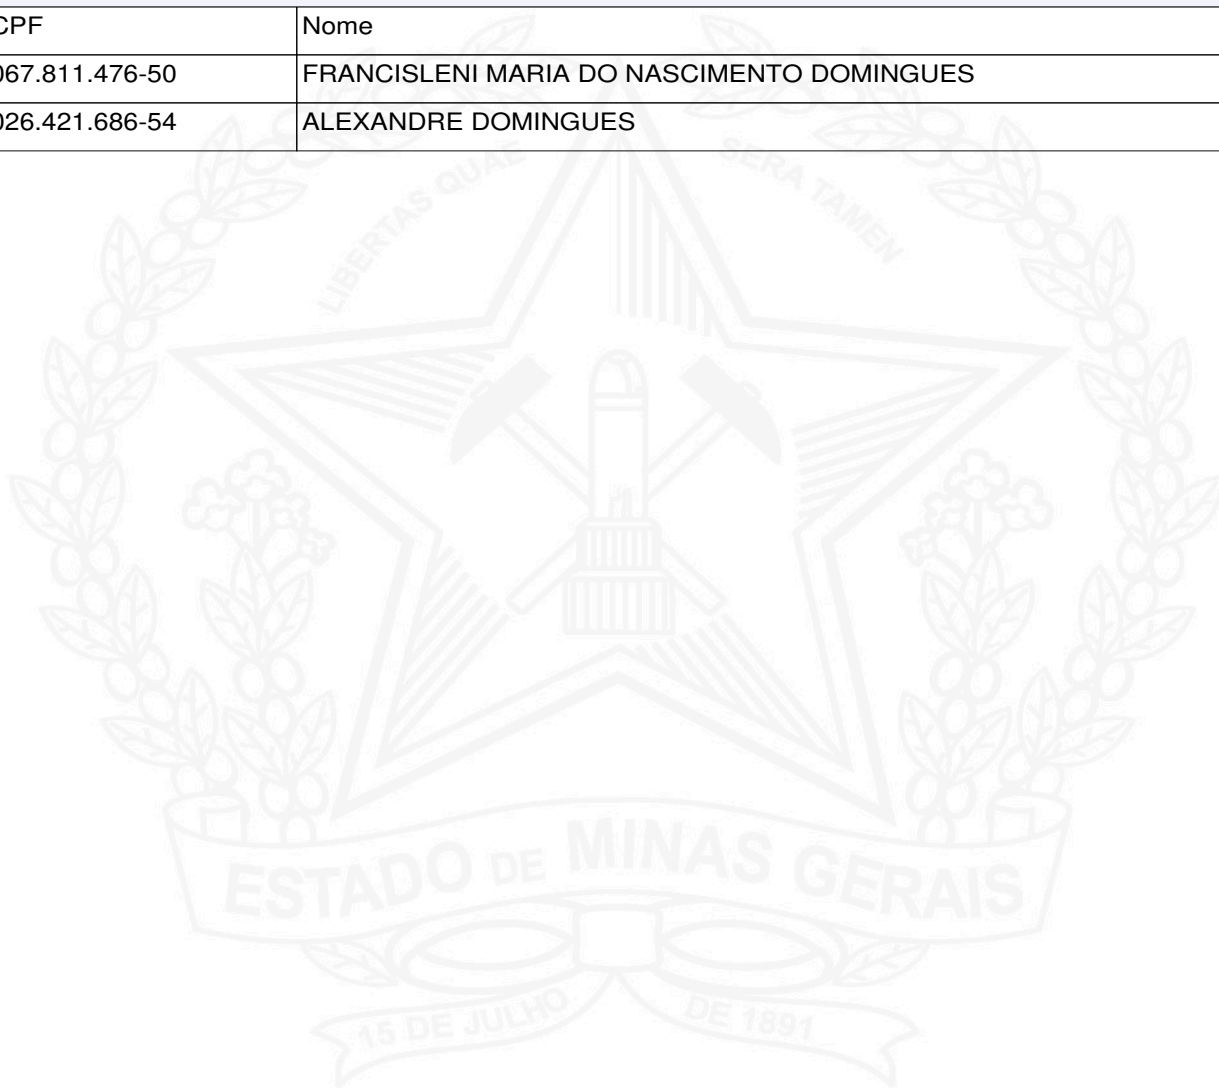 CPF Nome
067.811.476-50 FRANCISLENI MARIA DO NASCIMENTO DOMINGUES
026.421.686-54 ALEXANDRE DOMINGUES
LIBERTAS QUAE SERA TAMEN
ESTADO DE MINAS GERAIS
15 DE JULHO DE 1891